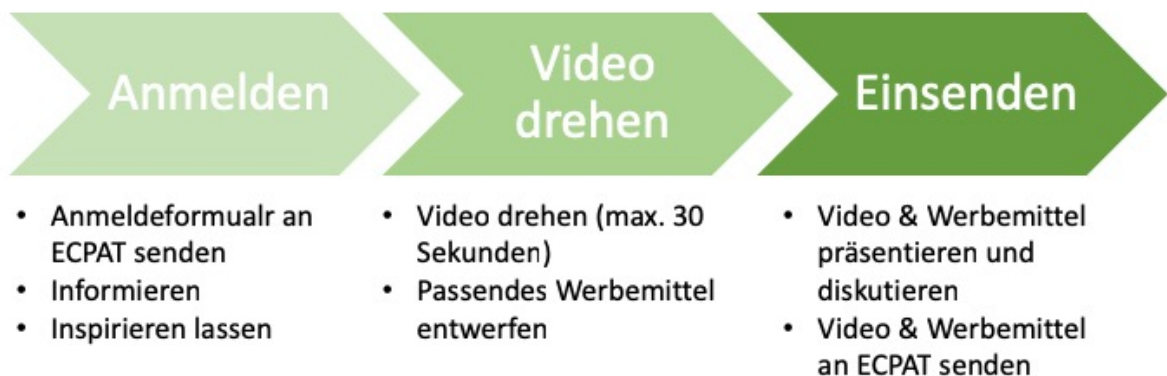 Anmelden
• Anmeldeformualr an
ECPAT senden
• Informieren
• Inspirieren lassen
Video
drehen
• Video drehen (max. 30
Sekunden)
• Passendes Werbemittel
entwerfen
Einsenden
• Video & Werbemittel
präsentieren und
diskutieren
• Video & Werbemittel
an ECPAT senden